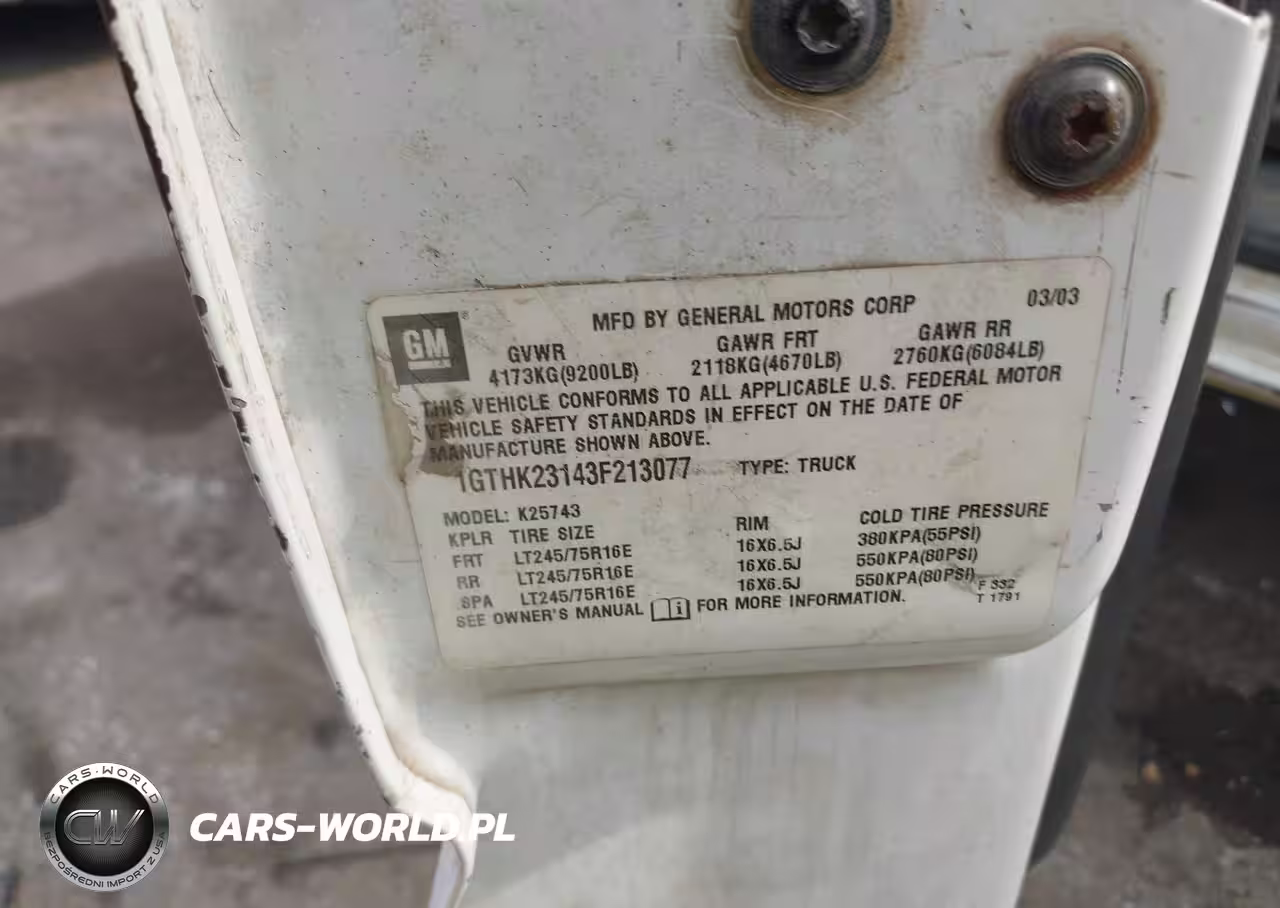 MFD BY GENERAL MOTORS CORP 03/03
GM®
GVWR GAWR FRT GAWR RR
4173KG(9200LB) 2118KG(4670LB) 2760KG(6084LB)
THIS VEHICLE CONFORMS TO ALL APPLICABLE U.S. FEDERAL MOTOR
VEHICLE SAFETY STANDARDS IN EFFECT ON THE DATE OF
MANUFACTURE SHOWN ABOVE.
1GTHK23143F213077 TYPE: TRUCK
MODEL: K25743
KPLR TIRE SIZE RIM COLD TIRE PRESSURE
FRT LT245/75R16E 16X6.5J 380KPA(55PSI)
RR LT245/75R16E 16X6.5J 550KPA(80PSI)
SPA LT245/75R16E 16X6.5J 550KPA(80PSI)
SEE OWNER'S MANUAL i FOR MORE INFORMATION.
F 332
T 1791
CARS-WORLD
CW
BEZPOŚREDNI IMPORT Z USA
CARS-WORLD.PL